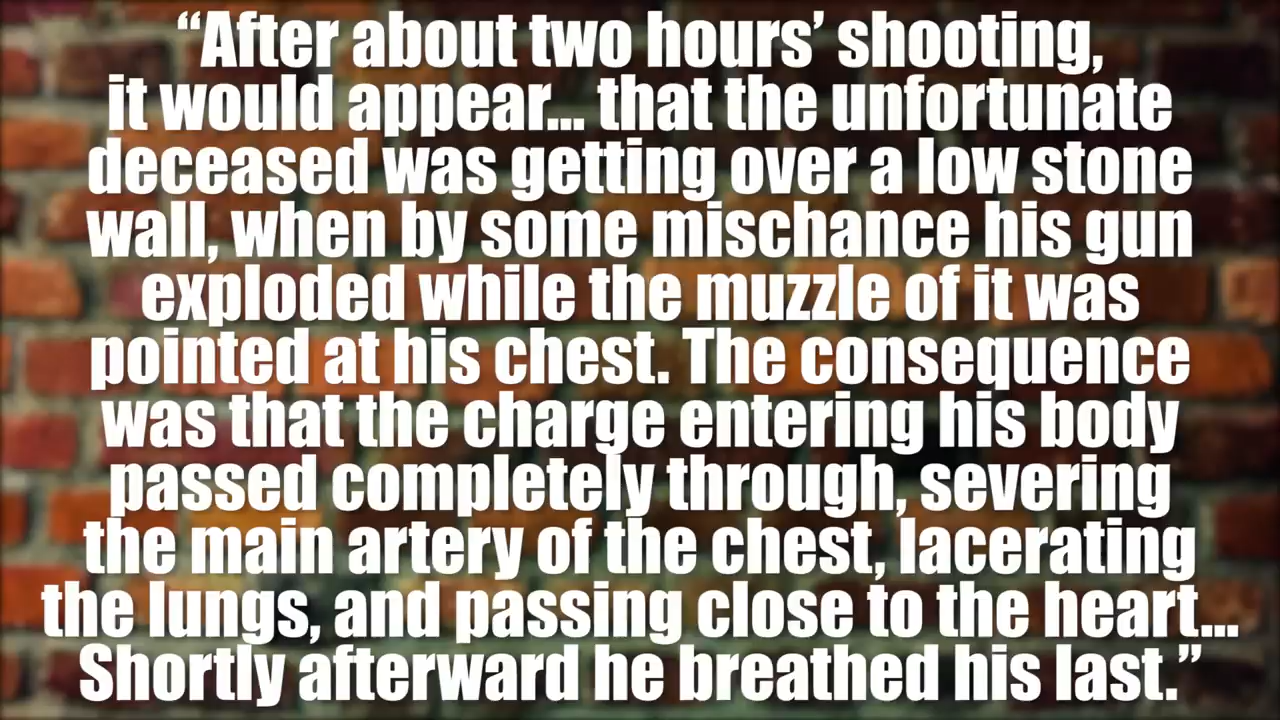 “After about two hours’ shooting,
it would appear... that the unfortunate
deceased was getting over a low stone
wall, when by some mischance his gun
exploded while the muzzle of it was
pointed at his chest. The consequence
was that the charge entering his body
passed completely through, severing
the main artery of the chest, lacerating
the lungs, and passing close to the heart...
Shortly afterward he breathed his last.”